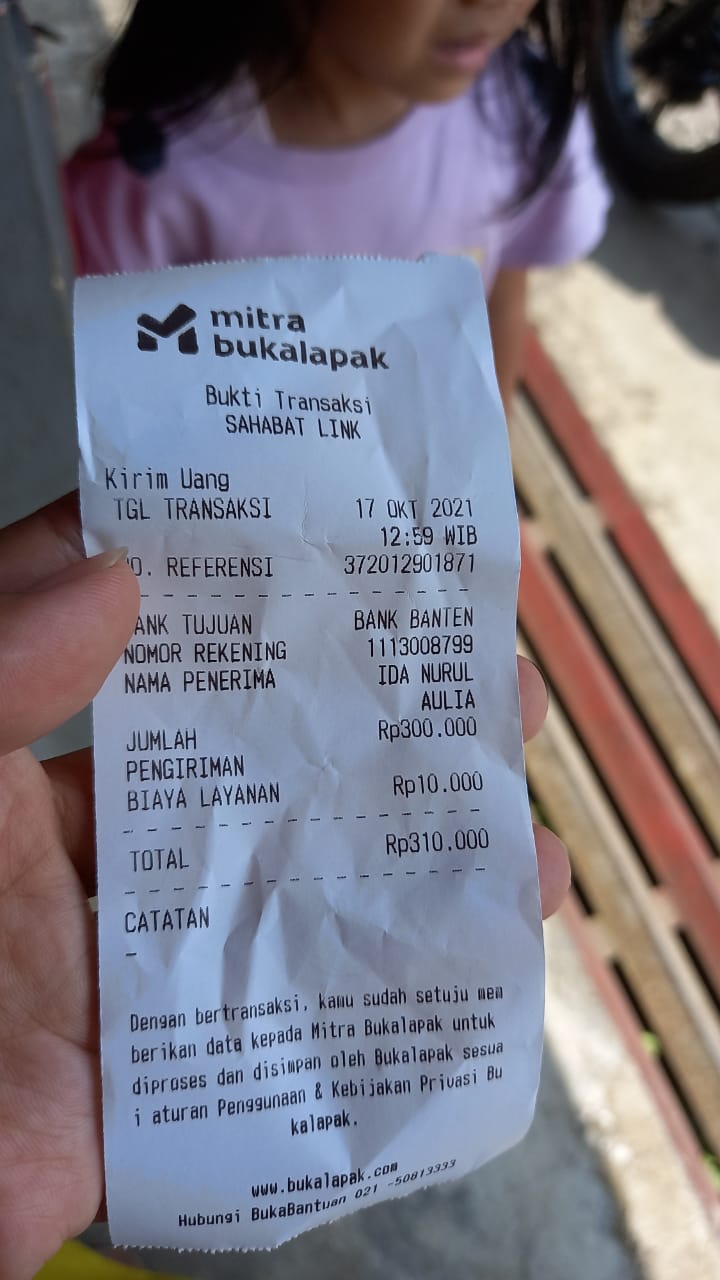 mitra
bukalapak
Bukti Transaksi
SAHABAT LINK
Kirim Uang
TGL TRANSAKSI 17 OKT 2021
12:59 WIB
O. REFERENSI 372012901871
ANK TUJUAN BANK BANTEN
NOMOR REKENING 1113008799
NAMA PENERIMA IDA NURUL
AULIA
JUMLAH Rp300.000
PENGIRIMAN
BIAYA LAYANAN Rp10.000
TOTAL Rp310.000
CATATAN
-
Dengan bertransaksi, kamu sudah setuju mem
berikan data kepada Mitra Bukalapak untuk
diproses dan disimpan oleh Bukalapak sesua
i aturan Penggunaan & Kebijakan Privasi Bu
kalapak.
www.bukalapak.com
Hubungi BukaBantuan 021 -50813333